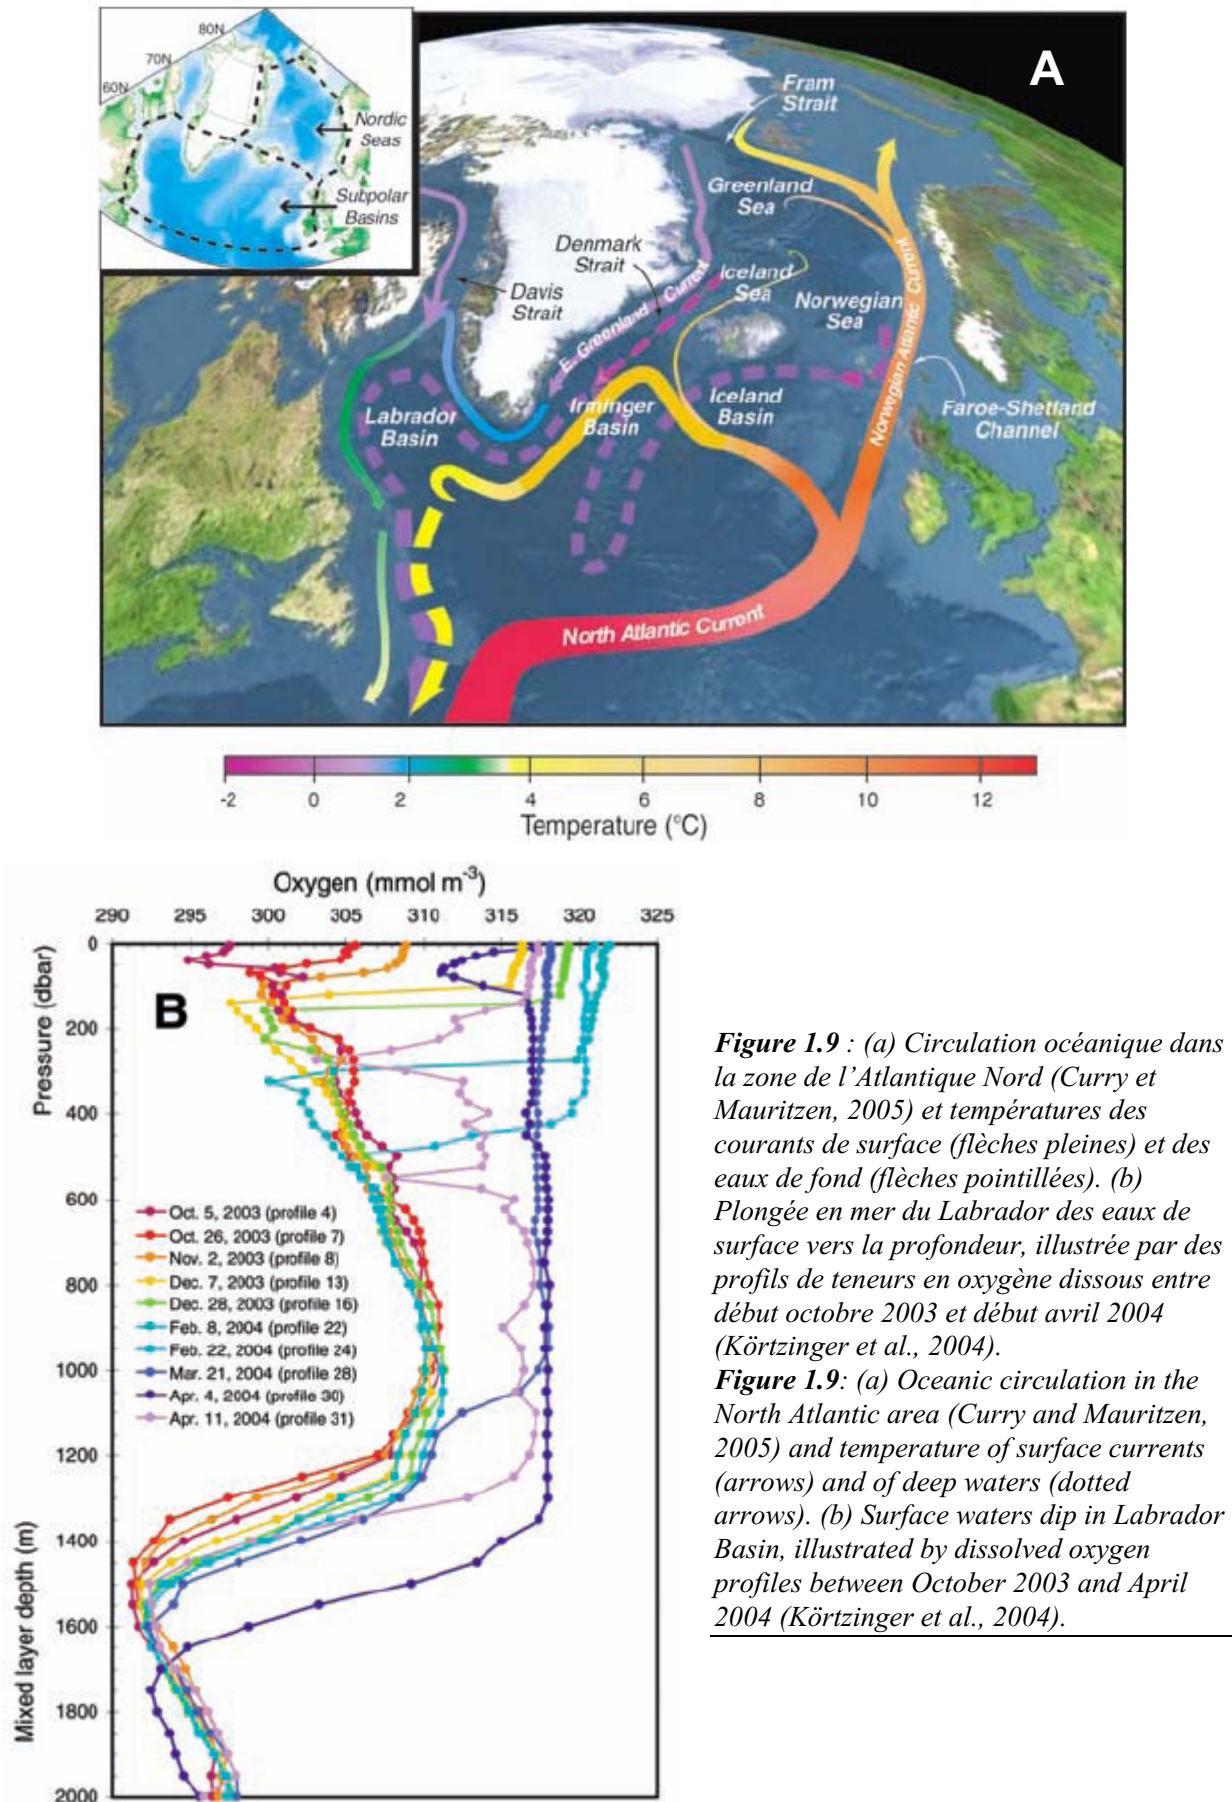 80N
70N
60N
Nordic
Seas
Subpolar
Basins
A
Fram
Strait
Greenland
Sea
Denmark
Strait
Iceland
Sea
Davis
Strait
Norwegian
Sea
E. Greenland Current
Norwegian Atlantic Current
Labrador
Basin
Irminger
Basin
Iceland
Basin
Faroe-Shetland
Channel
North Atlantic Current
-2 0 2 4 6 8 10 12
Temperature (°C)
Oxygen (mmol m-3)
290 295 300 305 310 315 320 325
Pressure (dbar)
Mixed layer depth (m)
0
200
400
600
800
1000
1200
1400
1600
1800
2000
B
Oct. 5, 2003 (profile 4)
Oct. 26, 2003 (profile 7)
Nov. 2, 2003 (profile 8)
Dec. 7, 2003 (profile 13)
Dec. 28, 2003 (profile 16)
Feb. 8, 2004 (profile 22)
Feb. 22, 2004 (profile 24)
Mar. 21, 2004 (profile 28)
Apr. 4, 2004 (profile 30)
Apr. 11, 2004 (profile 31)
Figure 1.9 : (a) Circulation océanique dans
la zone de l’Atlantique Nord (Curry et
Mauritzen, 2005) et températures des
courants de surface (flèches pleines) et des
eaux de fond (flèches pointillées). (b)
Plongée en mer du Labrador des eaux de
surface vers la profondeur, illustrée par des
profils de teneurs en oxygène dissous entre
début octobre 2003 et début avril 2004
(Körtzinger et al., 2004).
Figure 1.9: (a) Oceanic circulation in the
North Atlantic area (Curry and Mauritzen,
2005) and temperature of surface currents
(arrows) and of deep waters (dotted
arrows). (b) Surface waters dip in Labrador
Basin, illustrated by dissolved oxygen
profiles between October 2003 and April
2004 (Körtzinger et al., 2004).